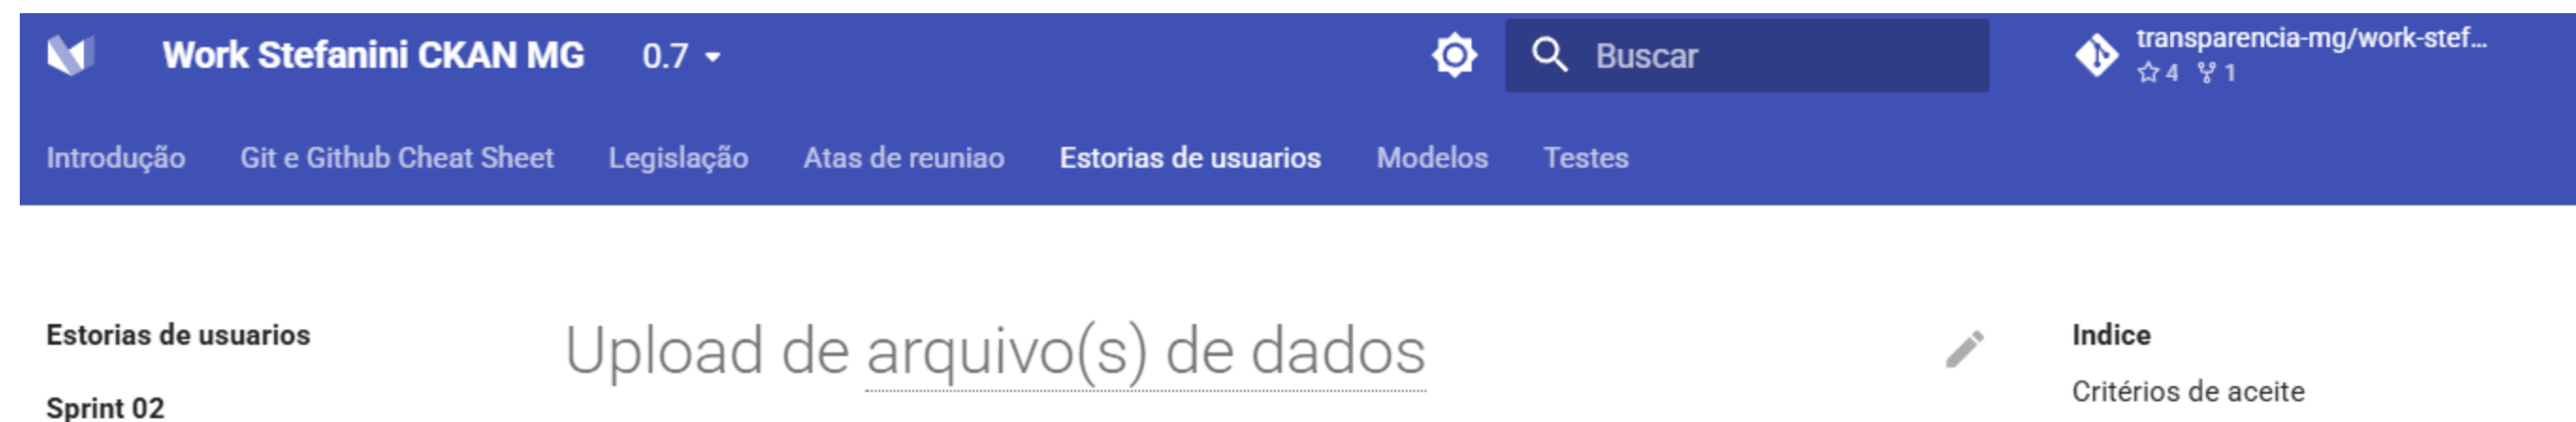 Work Stefanini CKAN MG 0.7
Buscar
transparencia-mg/work-stef...
4 1
Introdução Git e Github Cheat Sheet Legislação Atas de reuniao Estorias de usuarios Modelos Testes
Estorias de usuarios
Sprint 02
Upload de arquivo(s) de dados
Indice
Critérios de aceite